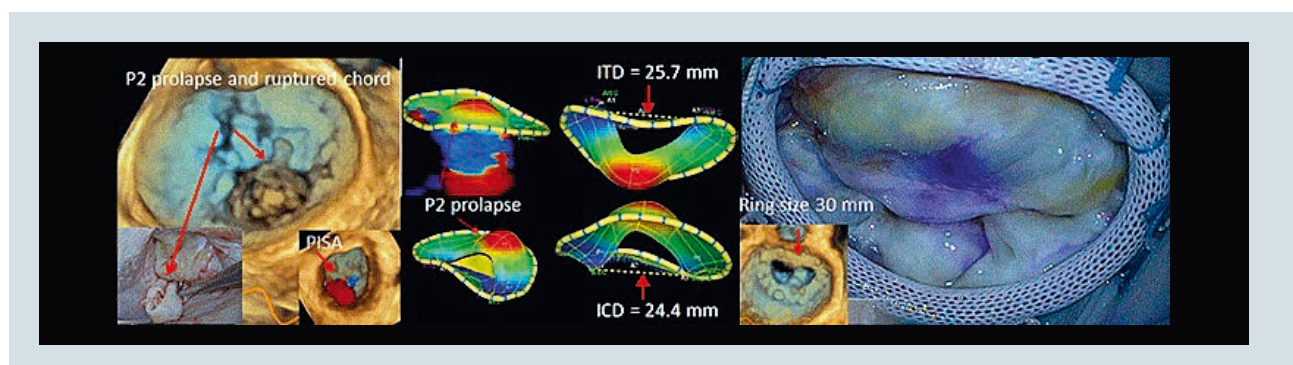 P2 prolapse and ruptured chord
PISA
ITD = 25.7 mm
P2 prolapse
ICD = 24.4 mm
Ring size 30 mm